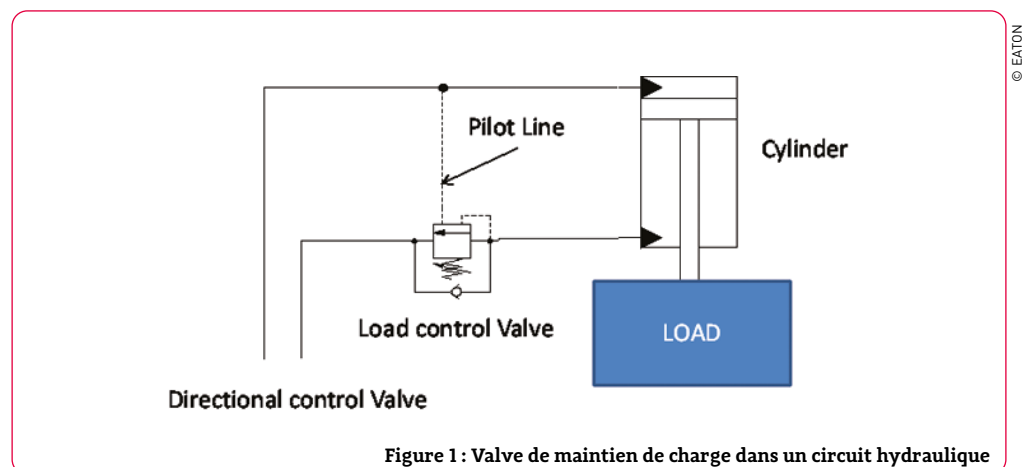 © EATON
Pilot Line
Cylinder
Load control Valve
LOAD
Directional control Valve
Figure 1 : Valve de maintien de charge dans un circuit hydraulique